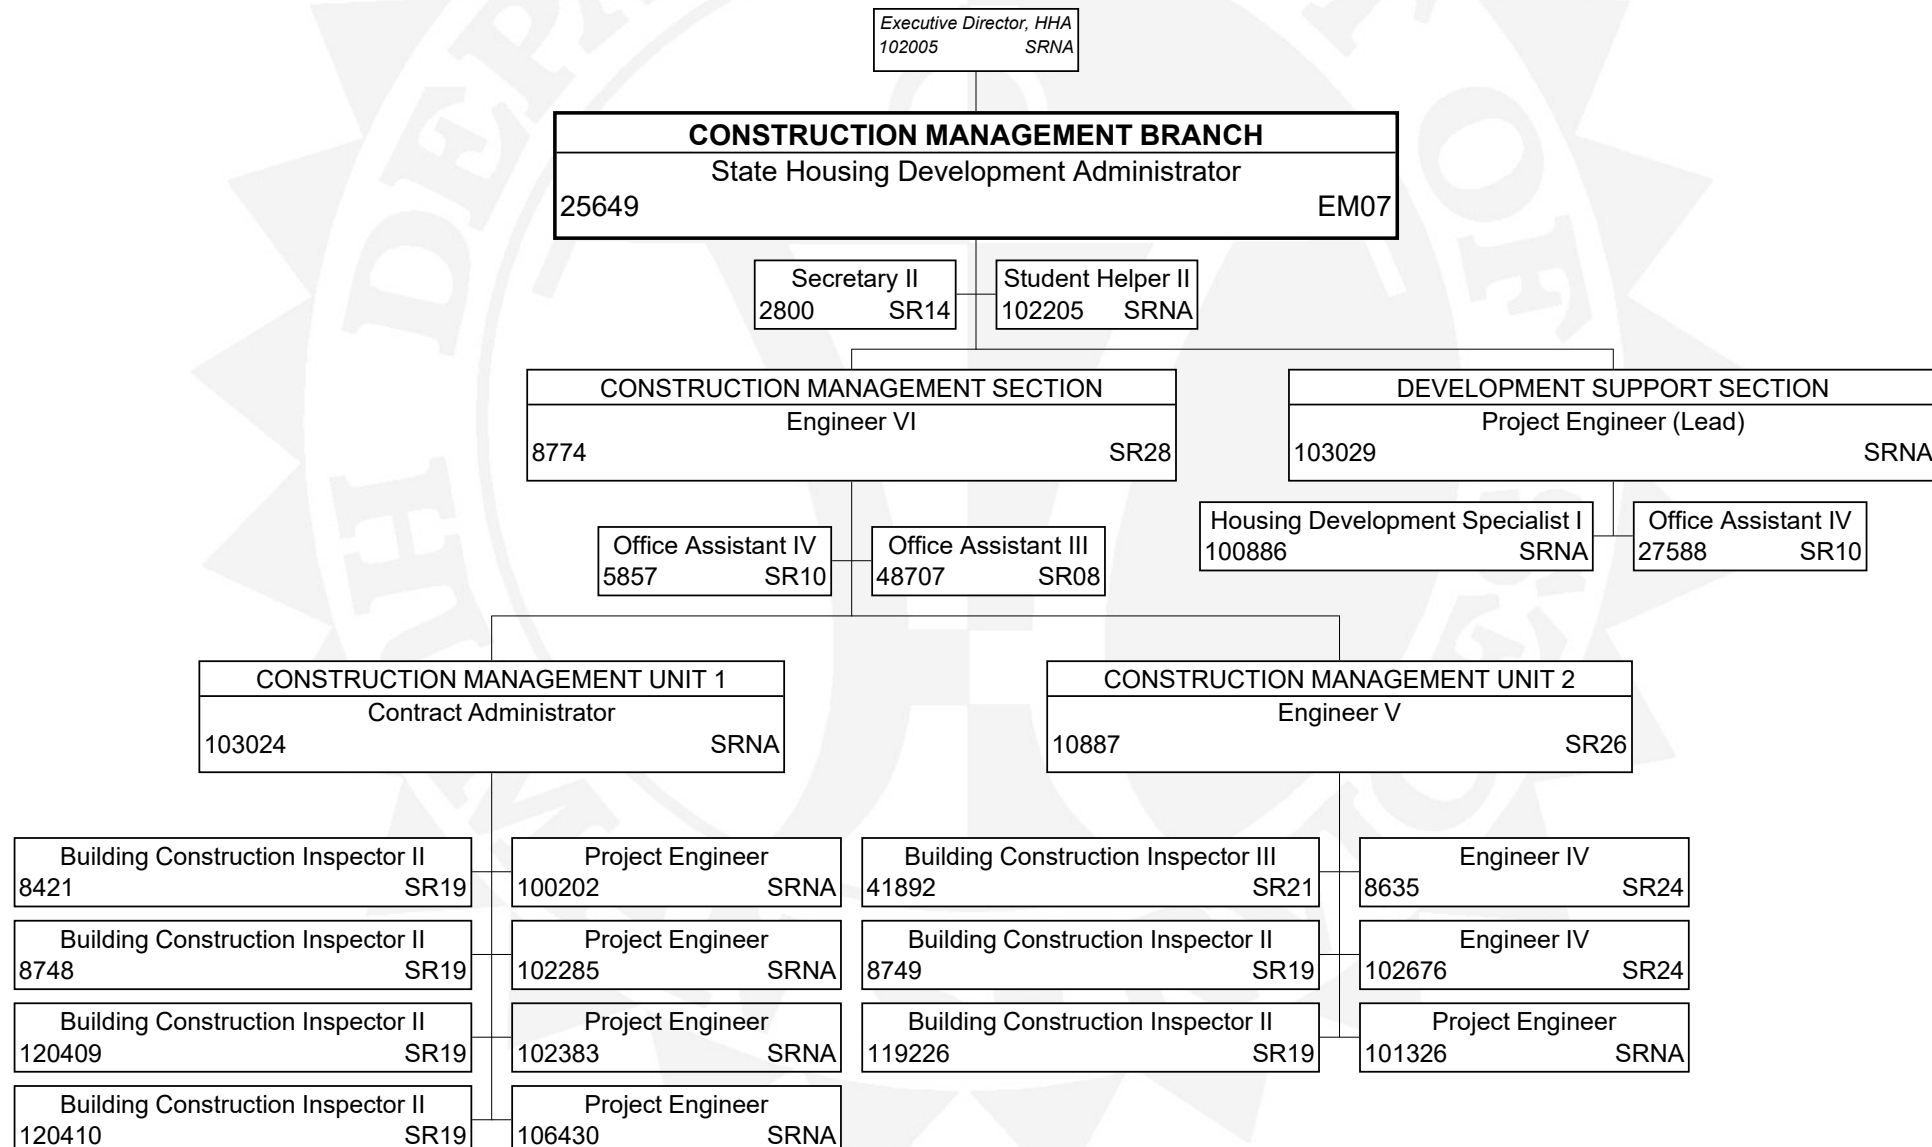 Executive Director, HHA
102005 SRNA
CONSTRUCTION MANAGEMENT BRANCH
State Housing Development Administrator
25649 EM07
Secretary II
2800 SR14
Student Helper II
102205 SRNA
CONSTRUCTION MANAGEMENT SECTION
Engineer VI
8774 SR28
DEVELOPMENT SUPPORT SECTION
Project Engineer (Lead)
103029 SRNA
Office Assistant IV
5857 SR10
Office Assistant III
48707 SR08
Housing Development Specialist I
100886 SRNA
Office Assistant IV
27588 SR10
CONSTRUCTION MANAGEMENT UNIT 1
Contract Administrator
103024 SRNA
CONSTRUCTION MANAGEMENT UNIT 2
Engineer V
10887 SR26
Building Construction Inspector II
8421 SR19
Project Engineer
100202 SRNA
Building Construction Inspector II
8748 SR19
Project Engineer
102285 SRNA
Building Construction Inspector II
120409 SR19
Project Engineer
102383 SRNA
Building Construction Inspector II
120410 SR19
Project Engineer
106430 SRNA
Building Construction Inspector III
41892 SR21
Engineer IV
8635 SR24
Building Construction Inspector II
8749 SR19
Engineer IV
102676 SR24
Building Construction Inspector II
119226 SR19
Project Engineer
101326 SRNA